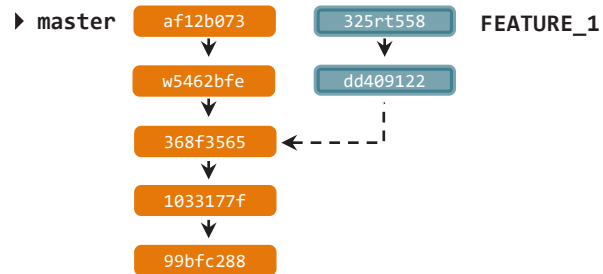 master af12b073 325rt558 FEATURE_1
w5462bfe dd409122
368f3565
1033177f
99bfc288